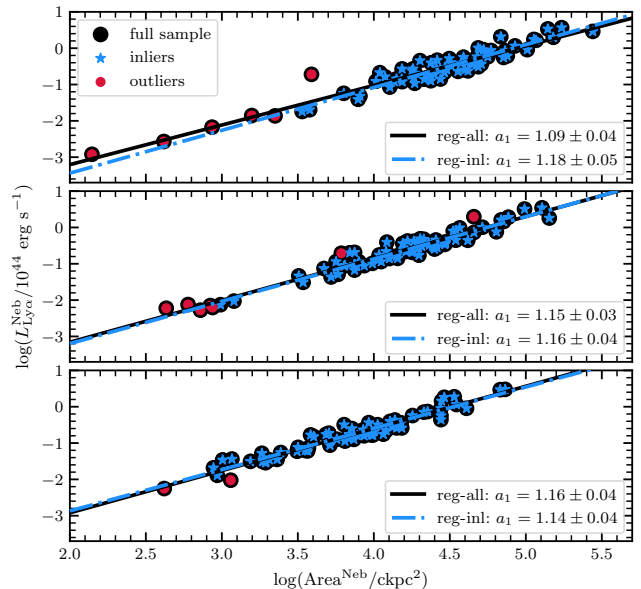 1
0
−1
−2
−3
full sample
inliers
outliers
reg-all: a₁ = 1.09 ± 0.04
reg-inl: a₁ = 1.18 ± 0.05
1
0
−1
−2
−3
log(L^Neb_Lyα/10⁴⁴ erg s⁻¹)
reg-all: a₁ = 1.15 ± 0.03
reg-inl: a₁ = 1.16 ± 0.04
1
0
−1
−2
−3
reg-all: a₁ = 1.16 ± 0.04
reg-inl: a₁ = 1.14 ± 0.04
2.0 2.5 3.0 3.5 4.0 4.5 5.0 5.5
log(Area^Neb/ckpc²)